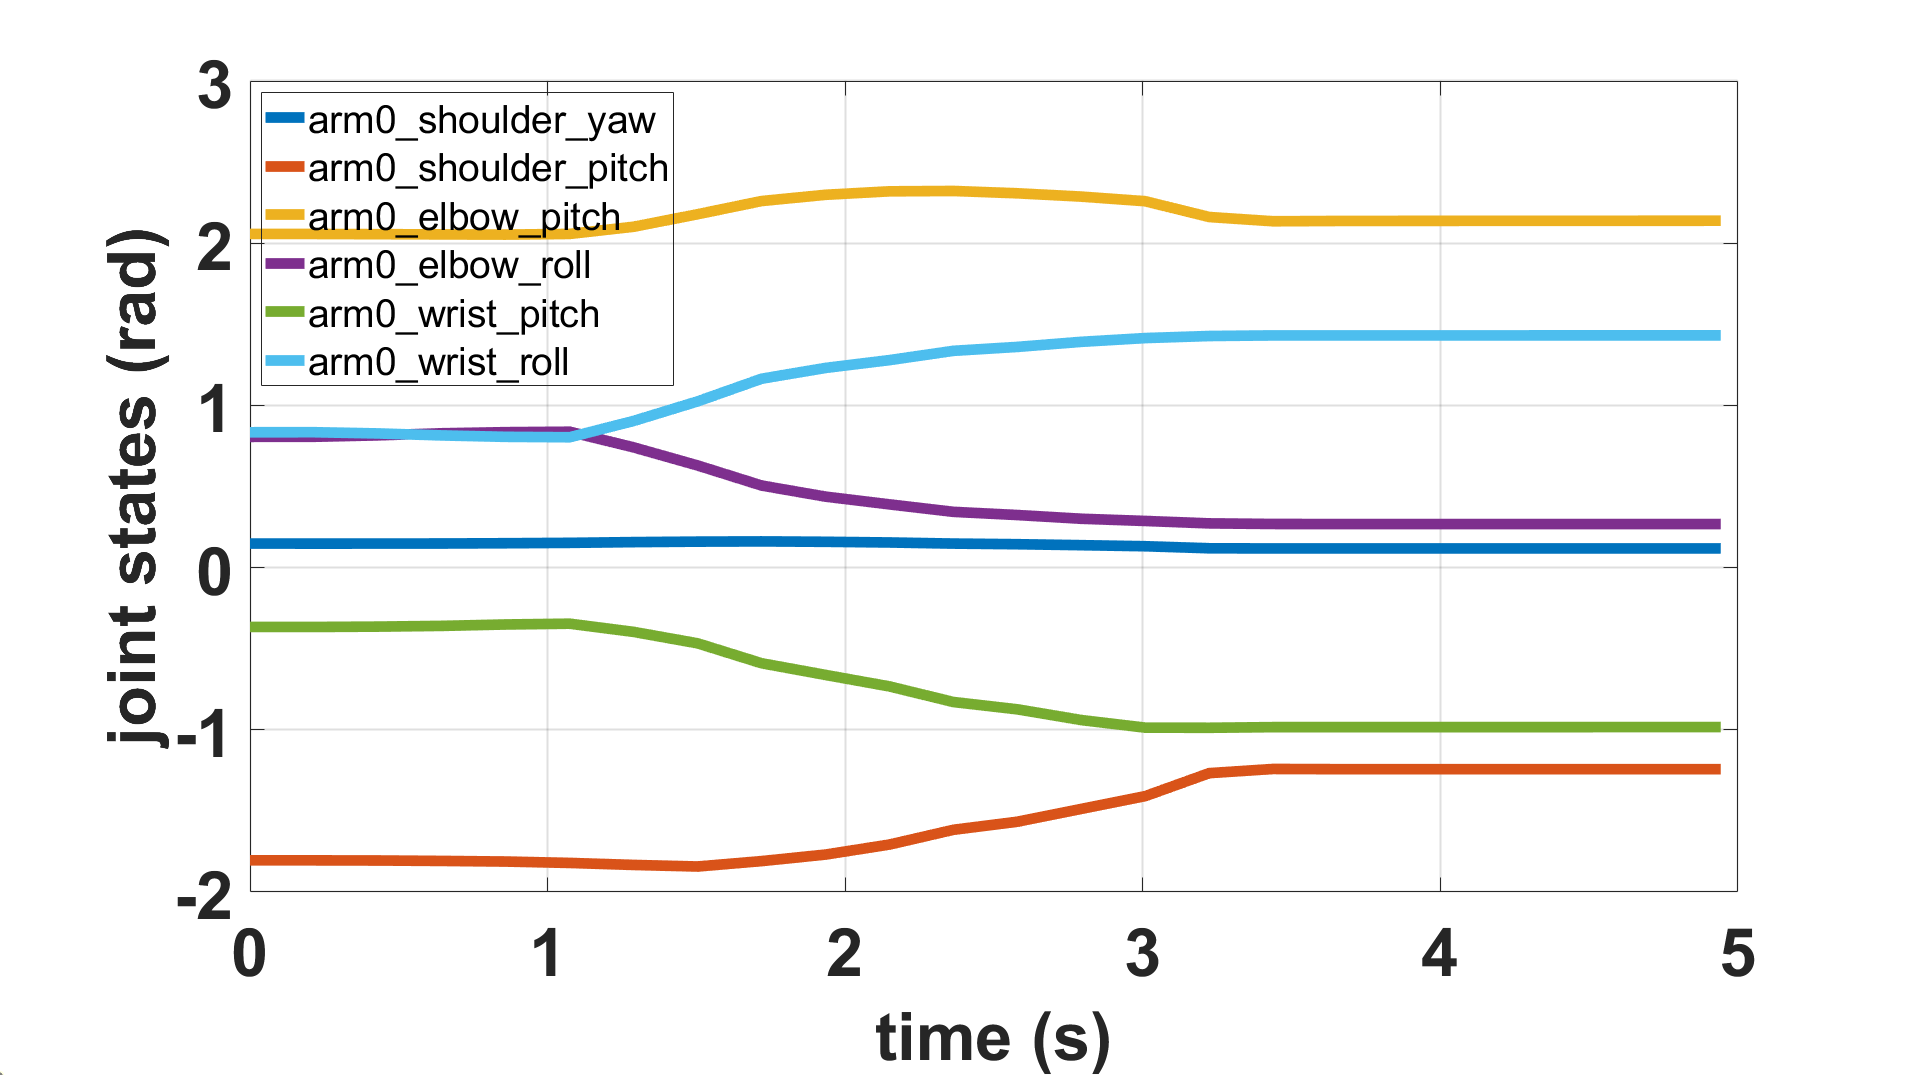 3
2
1
0
-1
-2
joint states (rad)
arm0_shoulder_yaw
arm0_shoulder_pitch
arm0_elbow_pitch
arm0_elbow_roll
arm0_wrist_pitch
arm0_wrist_roll
0 1 2 3 4 5
time (s)